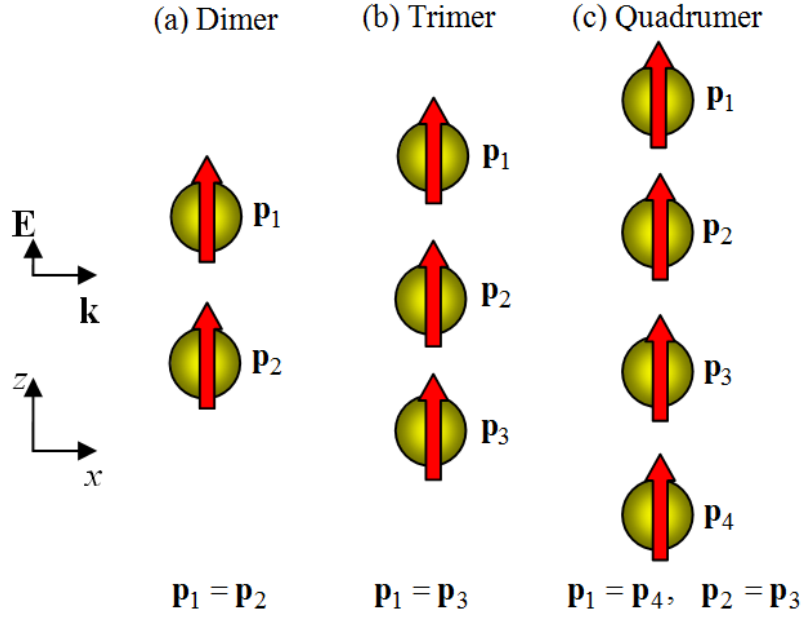 (a) Dimer
(b) Trimer
(c) Quadrumer
E
k
z
x
p1
p2
p1
p2
p3
p1
p2
p3
p4
p1 = p2
p1 = p3
p1 = p4, p2 = p3